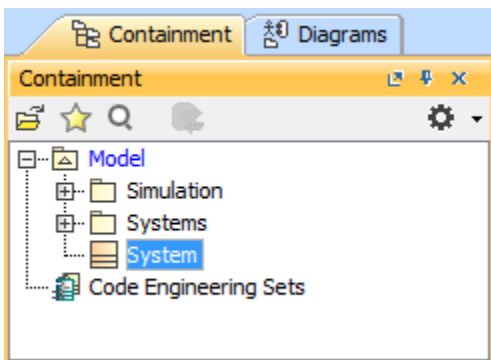 Containment Diagrams
Containment
Model
Simulation
Systems
System
Code Engineering Sets